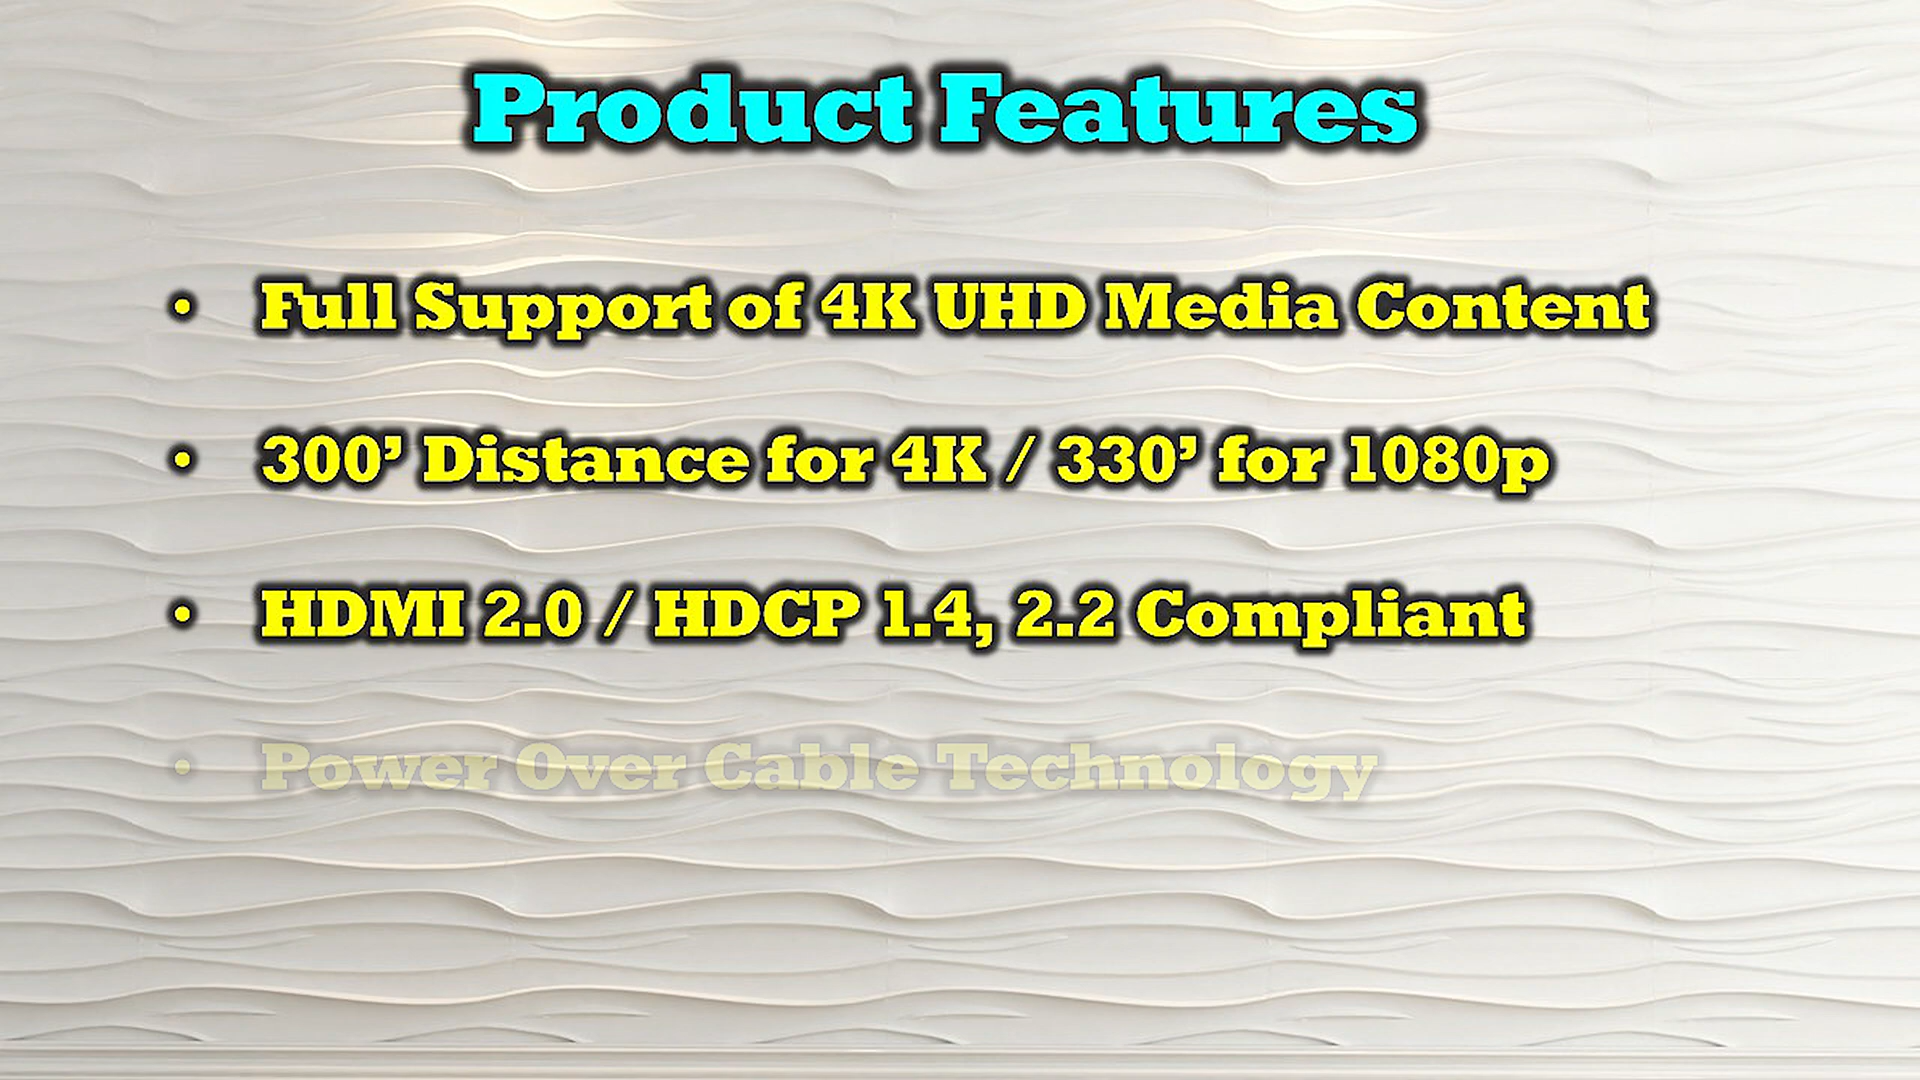 Product Features
• Full Support of 4K UHD Media Content
• 300’ Distance for 4K / 330’ for 1080p
• HDMI 2.0 / HDCP 1.4, 2.2 Compliant
• Power Over Cable Technology